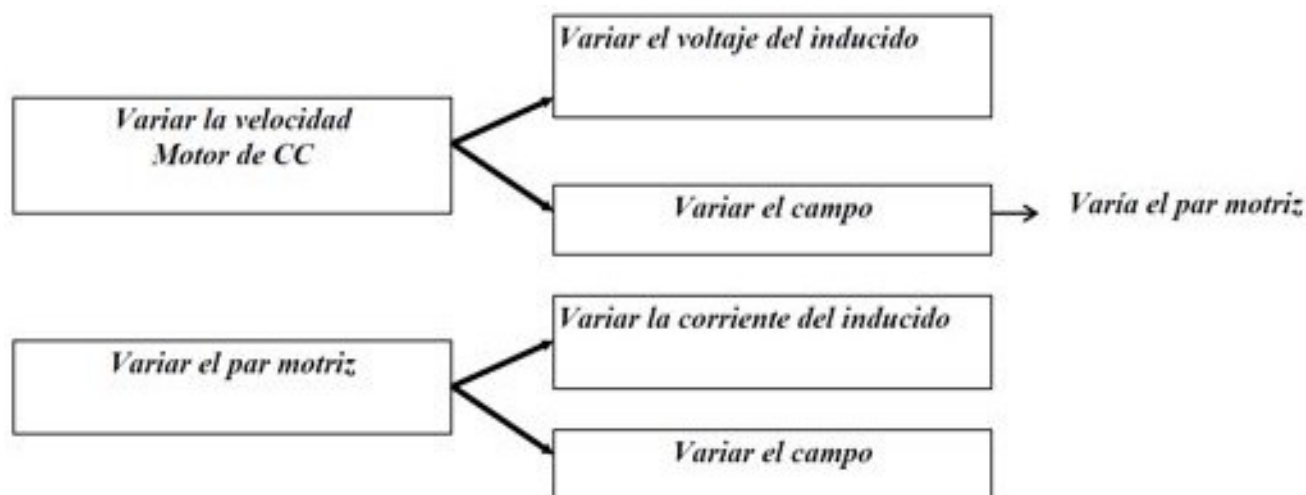 Variar el voltaje del inducido
Variar la velocidad
Motor de CC
Variar el campo
Varía el par motriz
Variar la corriente del inducido
Variar el par motriz
Variar el campo